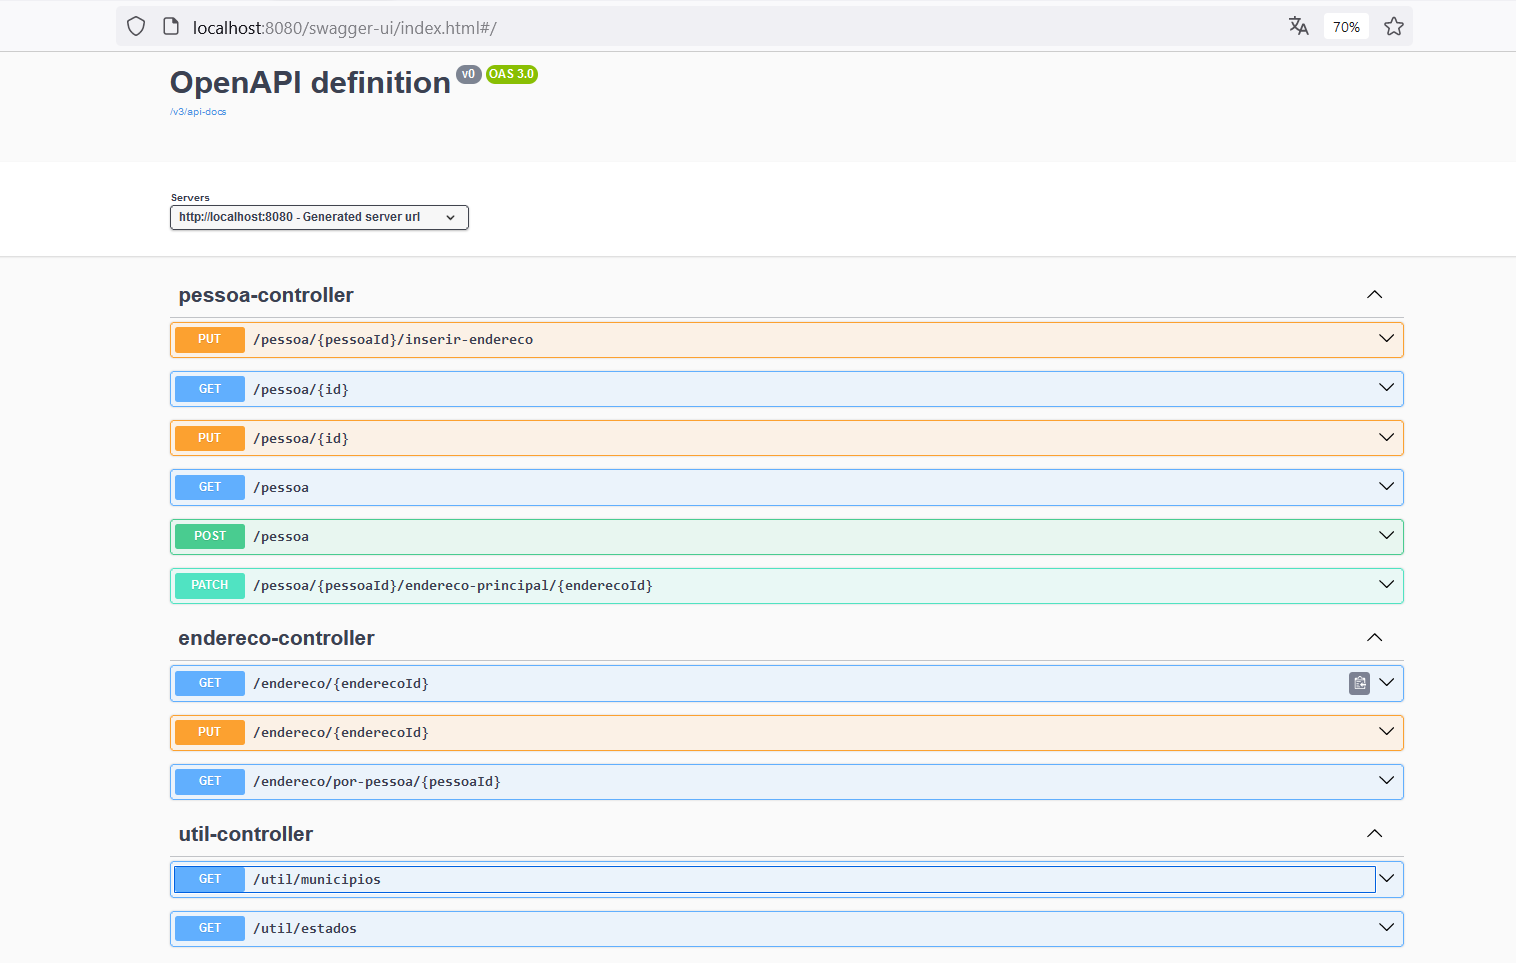 localhost:8080/swagger-ui/index.html#/
70%
OpenAPI definition v0 OAS 3.0
/v3/api-docs
Servers
http://localhost:8080 - Generated server url
pessoa-controller
PUT /pessoa/{pessoaId}/inserir-endereco
GET /pessoa/{id}
PUT /pessoa/{id}
GET /pessoa
POST /pessoa
PATCH /pessoa/{pessoaId}/endereco-principal/{enderecoId}
endereco-controller
GET /endereco/{enderecoId}
PUT /endereco/{enderecoId}
GET /endereco/por-pessoa/{pessoaId}
util-controller
GET /util/municipios
GET /util/estados